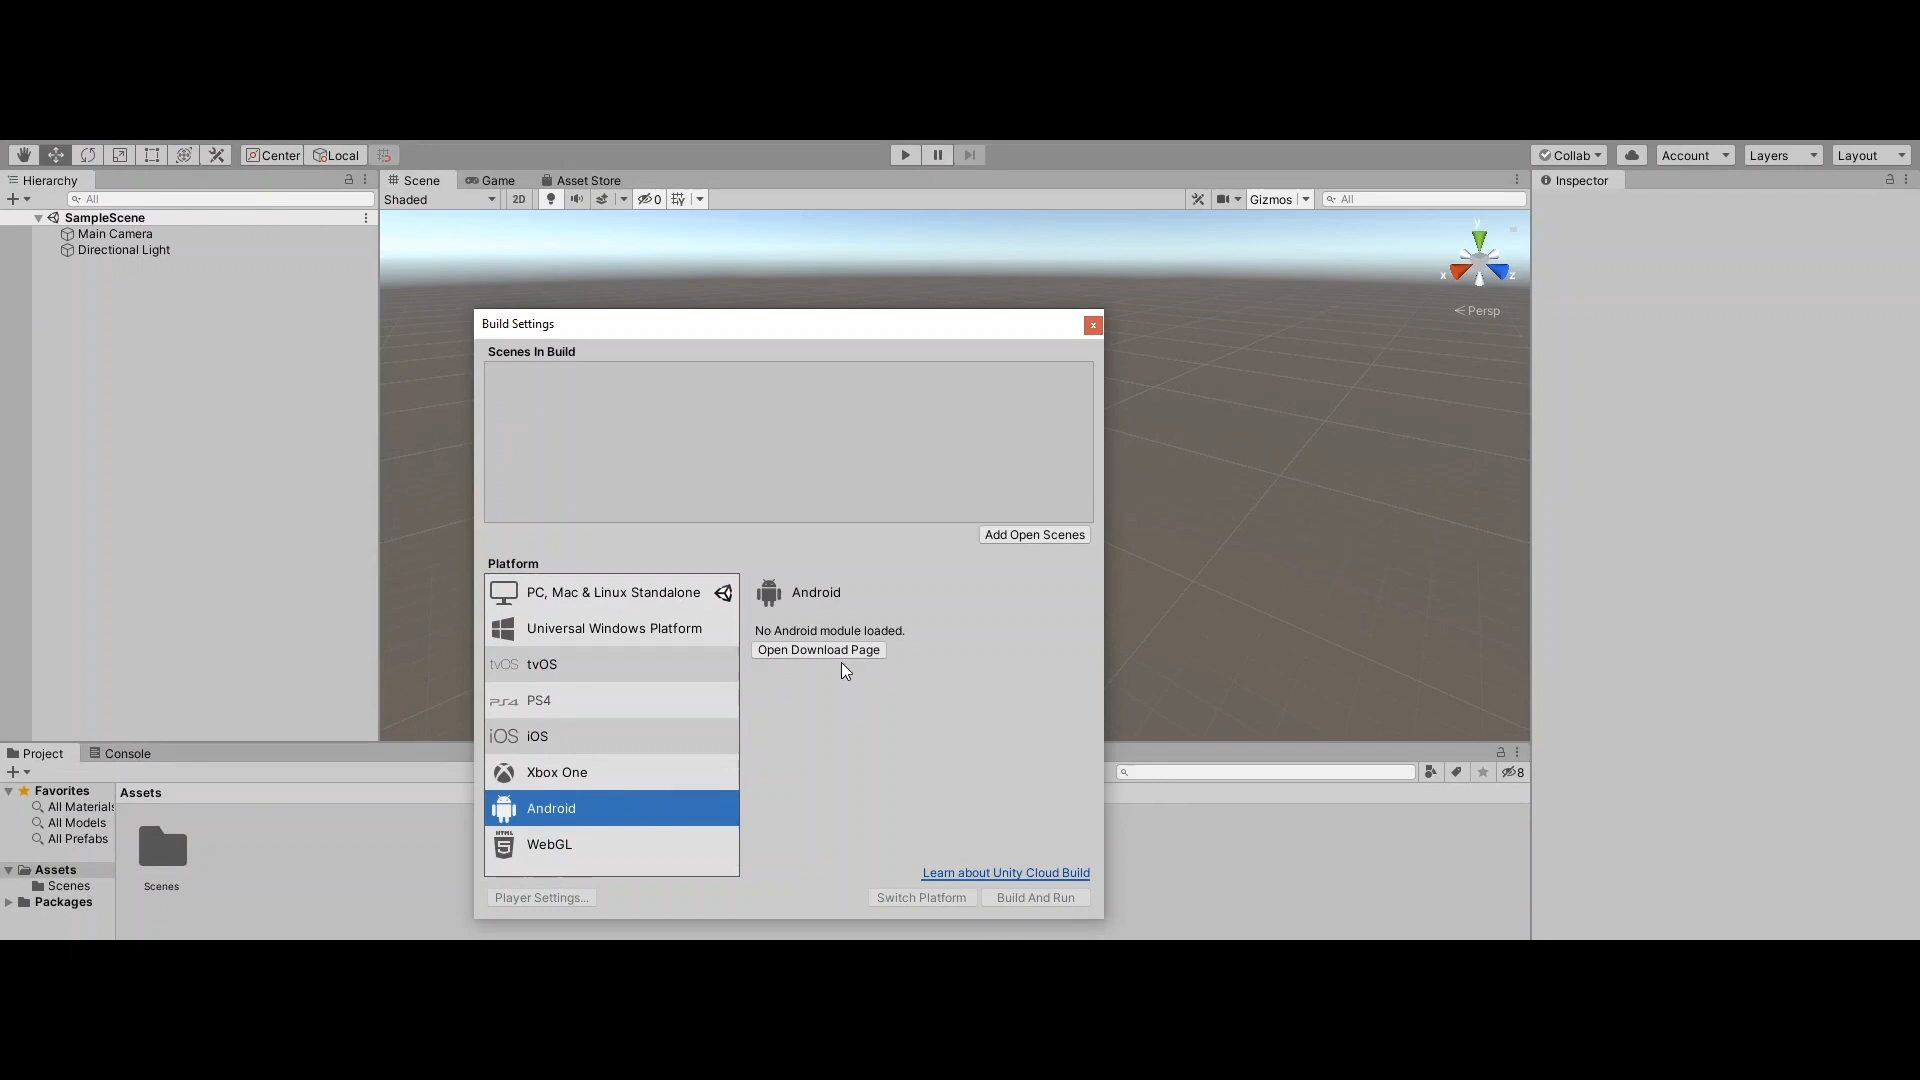 Center
Local
Collab
Account
Layers
Layout
Hierarchy
Scene
Game
Asset Store
Inspector
All
Shaded
2D
0
Gizmos
All
SampleScene
Main Camera
Directional Light
y
x
z
Persp
Build Settings
x
Scenes In Build
Add Open Scenes
Platform
PC, Mac & Linux Standalone
Universal Windows Platform
tvOS tvOS
PS4 PS4
iOS iOS
Xbox One
Android
HTML 5 WebGL
Android
No Android module loaded.
Open Download Page
Learn about Unity Cloud Build
Player Settings...
Switch Platform
Build And Run
Project
Console
8
Favorites
All Materials
All Models
All Prefabs
Assets
Scenes
Packages
Assets
Scenes